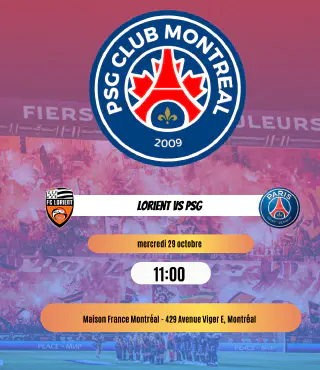 PSG CLUB MONTREAL
2009
FIERS
COULEURS
FC LORIENT
LORIENT VS PSG
PARIS
mercredi 29 octobre
11:00
Maison France Montréal - 429 Avenue Viger E, Montréal